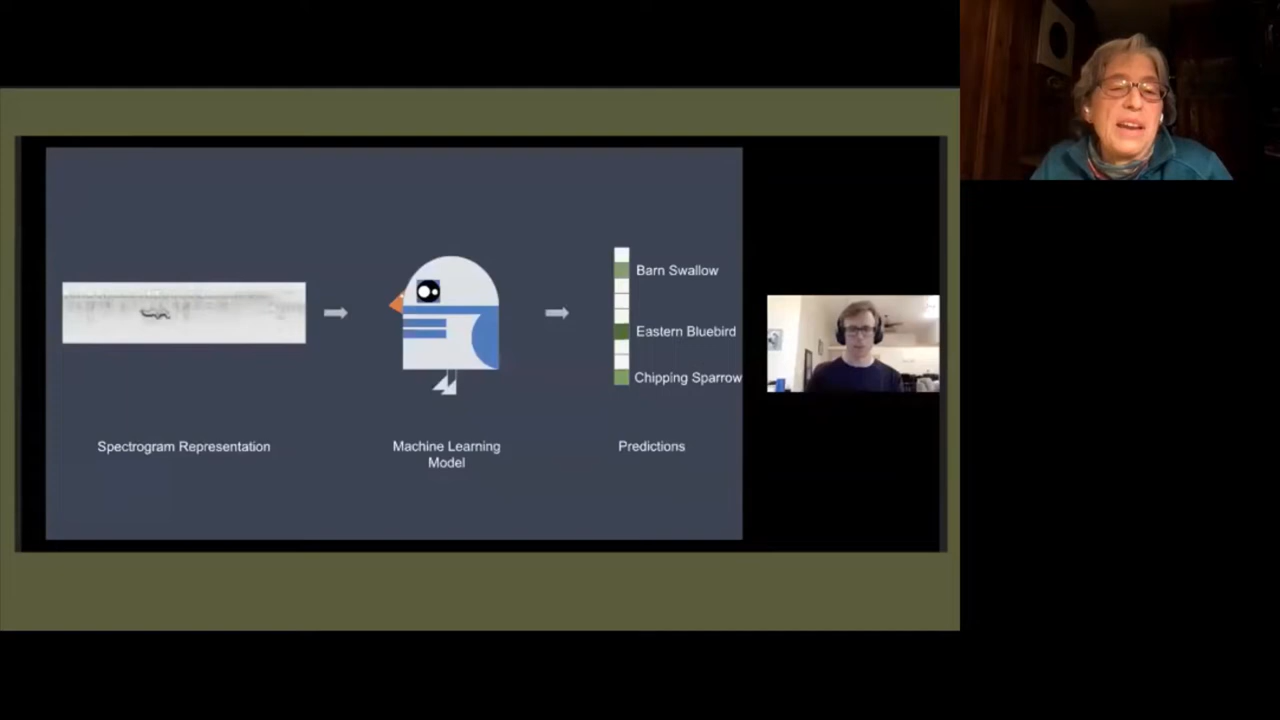 Barn Swallow
Eastern Bluebird
Chipping Sparrow
Spectrogram Representation
Machine Learning
Model
Predictions